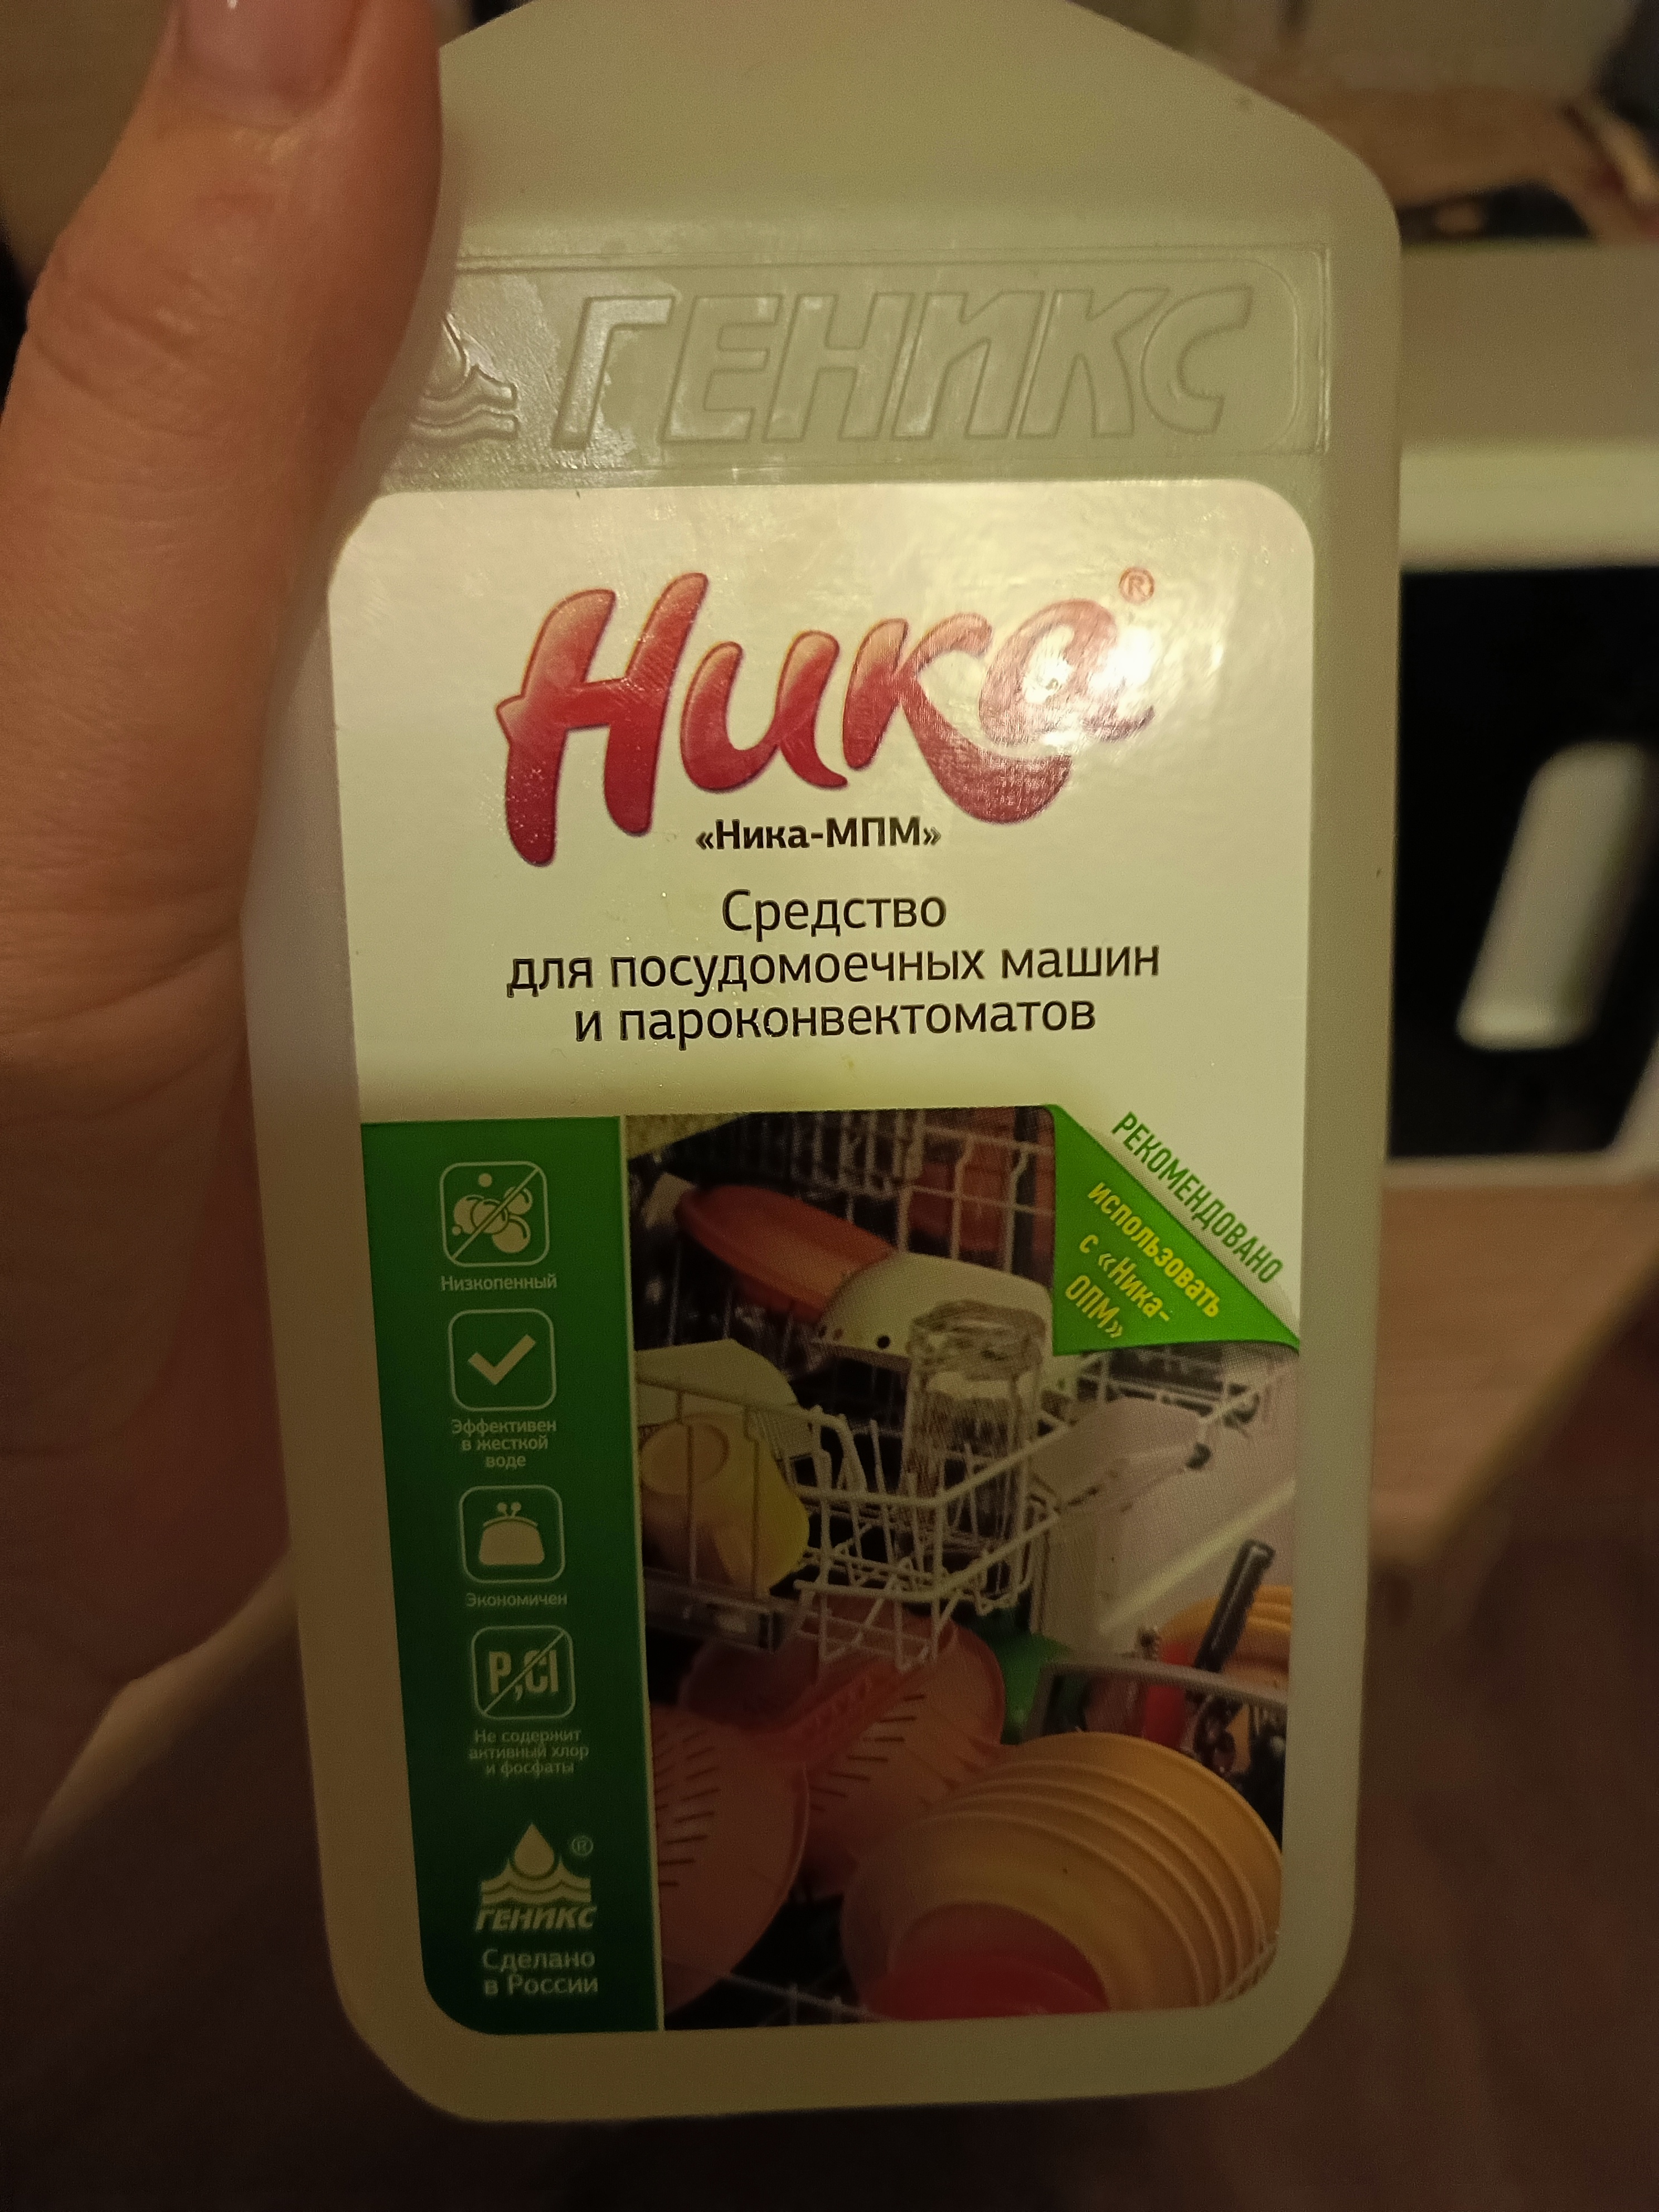 ГЕНИКС
Ника®
«Ника-МПМ»
Средство
для посудомоечных машин
и пароконвектоматов
РЕКОМЕНДОВАНО
использовать
с «Ника-
ОПМ»
Низкопенный
Эффективен
в жесткой
воде
Экономичен
P,Cl
Не содержит
активный хлор
и фосфаты
®
ГЕНИКС
Сделано
в России